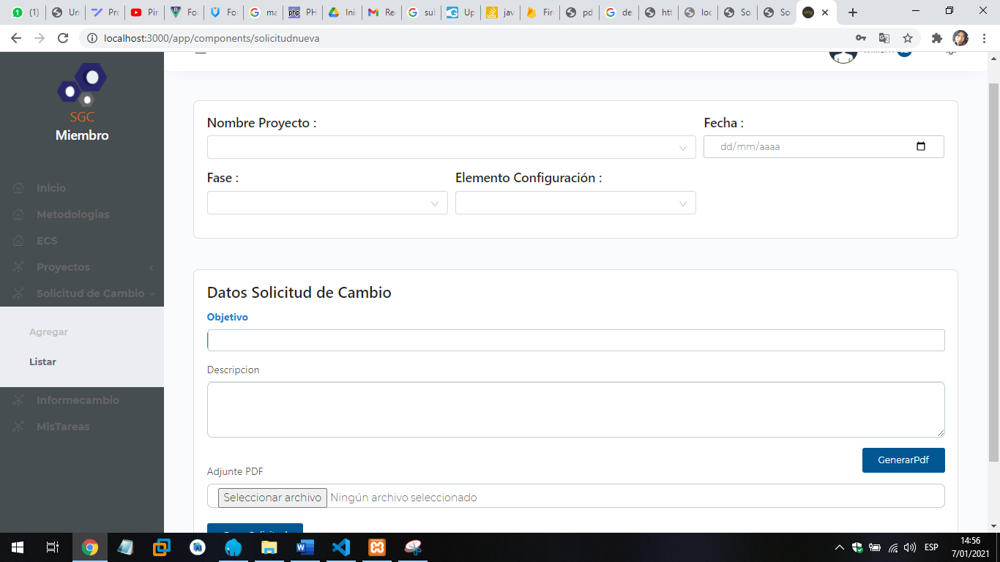 (1)
Un
Pro
Pir
Fo
Fo
ma
PH
Ini
Re
sul
Up
jav
Fir
pd
de
htt
loc
So
So
localhost:3000/app/components/solicitudnueva
SGC
Miembro
Inicio
Metodologias
ECS
Proyectos
Solicitud de Cambio
Agregar
Listar
Informecambio
MisTareas
Nombre Proyecto :
Fecha :
dd/mm/aaaa
Fase :
Elemento Configuración :
Datos Solicitud de Cambio
Objetivo
Descripcion
GenerarPdf
Adjunte PDF
Seleccionar archivo Ningún archivo seleccionado
ESP
14:56
7/01/2021